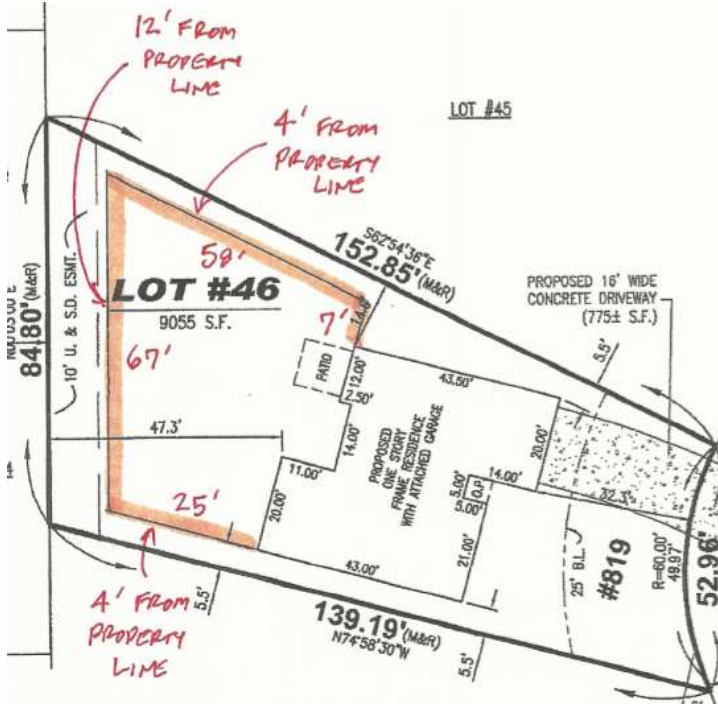 12' FROM
PROPERTY
LINE
LOT #45
4' FROM
PROPERTY
LINE
S62°54'36"E
152.85' (M&R)
58'
LOT #46
9055 S.F.
PROPOSED 16' WIDE
CONCRETE DRIVEWAY
(775± S.F.)
84.80' (M&R)
10' U. & S.D. ESMT.
7'
67'
PATIO
12.00'
2.50'
43.50'
5.5'
47.3'
14.00'
11.00'
20.00'
PROPOSED
ONE STORY
FRAME RESIDENCE
WITH ATTACHED GARAGE
20.00'
14.00'
5.00'
5.00'
O.P.
32.3'
21.00'
25'
43.00'
25' B.L.
#819
R=60.00'
49.97'
52.96'
4' FROM
PROPERTY
LINE
5.5'
139.19' (M&R)
N74°58'30"W
5.5'